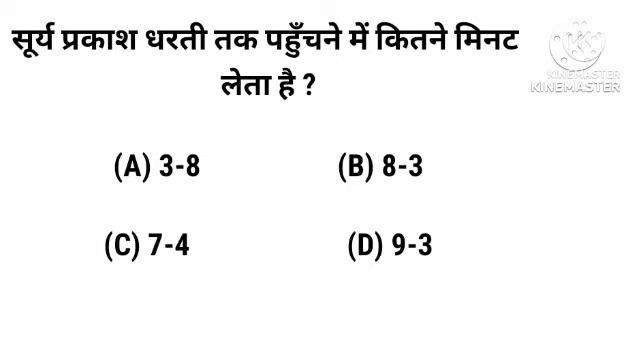 सूर्य प्रकाश धरती तक पहुँचने में कितने मिनट
लेता है ?
KINEMASTER
KINEMASTER
(A) 3-8
(B) 8-3
(C) 7-4
(D) 9-3